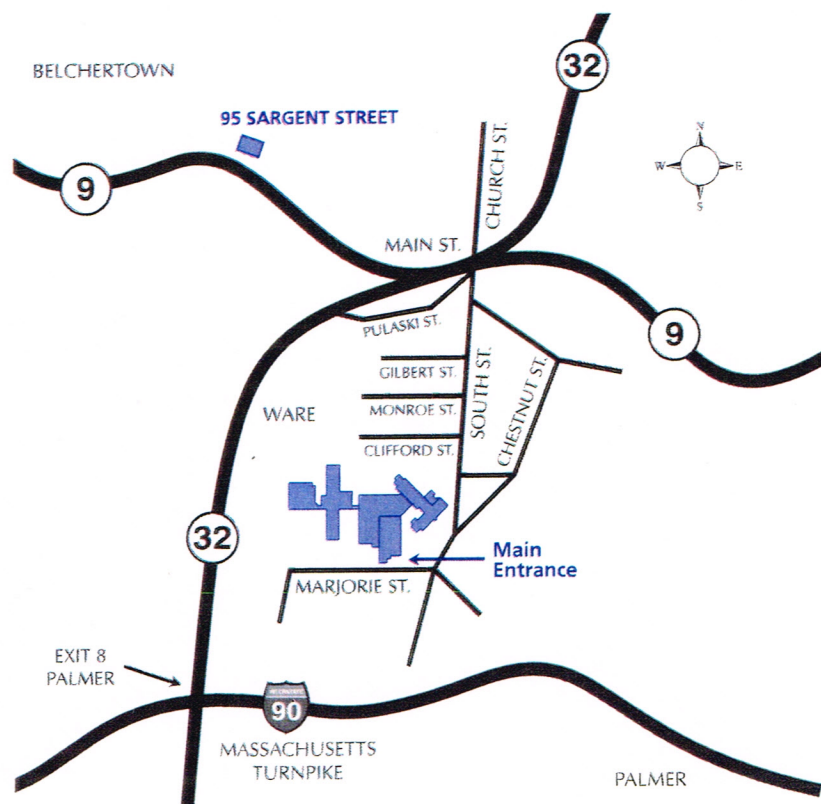 32
BELCHERTOWN
95 SARGENT STREET
CHURCH ST.
N
W
E
S
9
MAIN ST.
PULASKI ST.
9
GILBERT ST.
SOUTH ST.
CHESTNUT ST.
WARE
MONROE ST.
CLIFFORD ST.
32
Main
Entrance
MARJORIE ST.
EXIT 8
PALMER
INTERSTATE
90
MASSACHUSETTS
TURNPIKE
PALMER